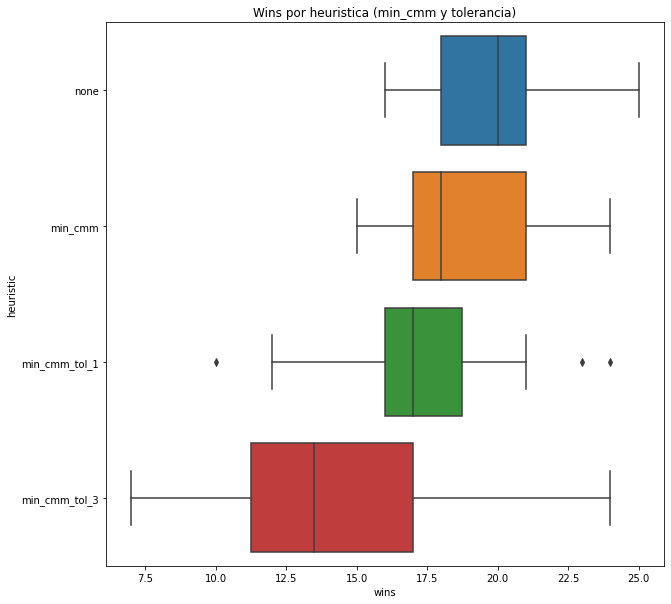 Wins por heuristica (min_cmm y tolerancia)
none
min_cmm
min_cmm_tol_1
min_cmm_tol_3
heuristic
7.5 10.0 12.5 15.0 17.5 20.0 22.5 25.0
wins